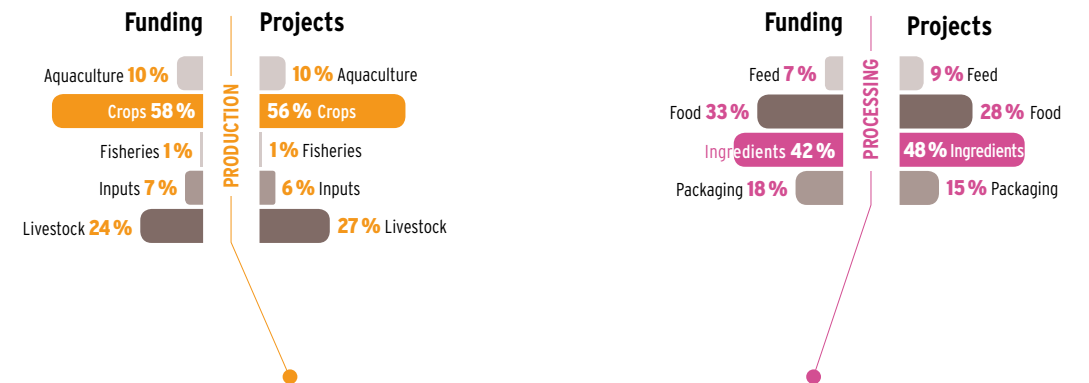 Funding Projects
Aquaculture 10 % 10 % Aquaculture
Crops 58 % 56 % Crops
Fisheries 1 % 1 % Fisheries
Inputs 7 % 6 % Inputs
Livestock 24 % 27 % Livestock
PRODUCTION
Funding Projects
Feed 7 % 9 % Feed
Food 33 % 28 % Food
Ingredients 42 % 48 % Ingredients
Packaging 18 % 15 % Packaging
PROCESSING